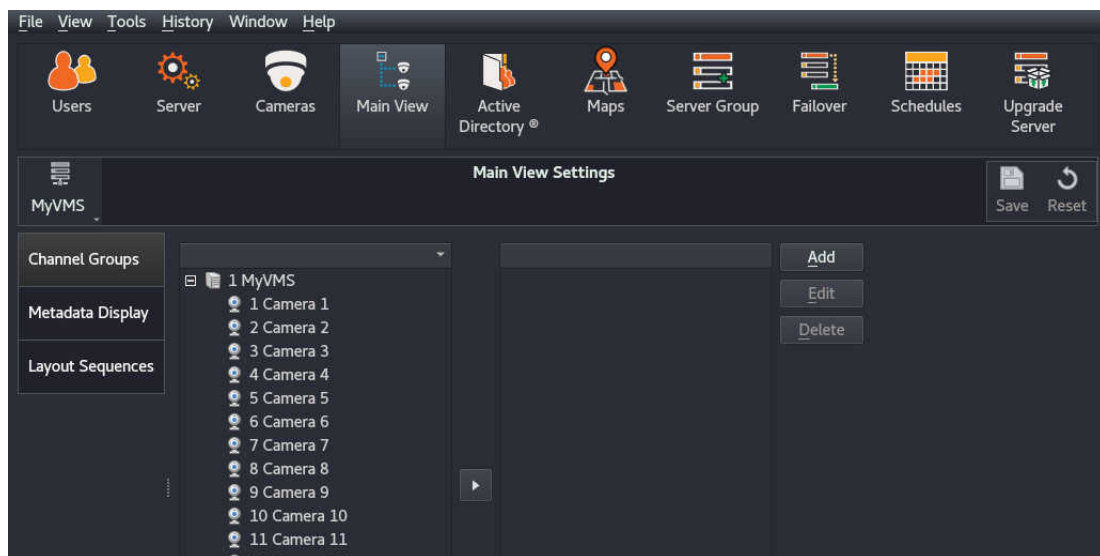 File View Tools History Window Help
Users Server Cameras Main View Active Directory ® Maps Server Group Failover Schedules Upgrade Server
Main View Settings
MyVMS Save Reset
Channel Groups
Metadata Display
Layout Sequences
1 MyVMS
1 Camera 1
2 Camera 2
3 Camera 3
4 Camera 4
5 Camera 5
6 Camera 6
7 Camera 7
8 Camera 8
9 Camera 9
10 Camera 10
11 Camera 11
Add
Edit
Delete